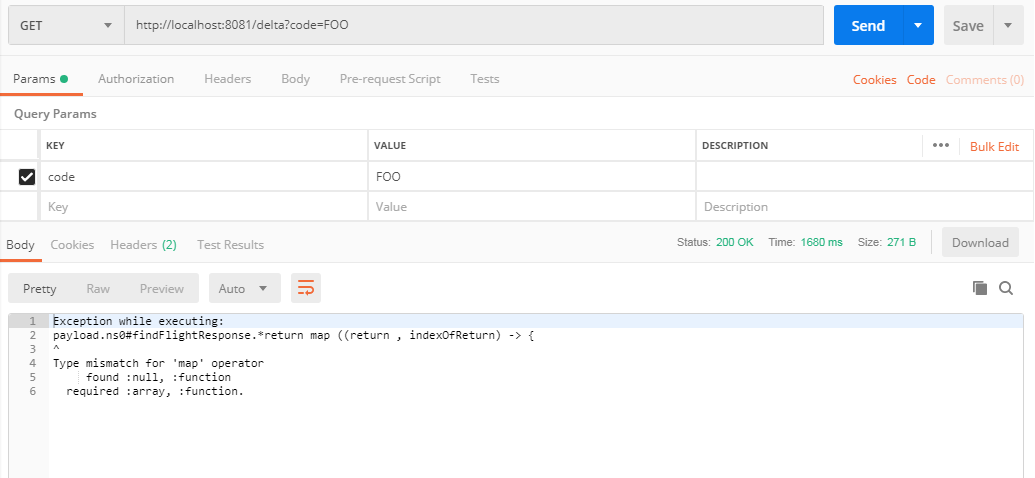 GET http://localhost:8081/delta?code=FOO Send Save
Params Authorization Headers Body Pre-request Script Tests Cookies Code Comments (0)
Query Params
KEY VALUE DESCRIPTION ••• Bulk Edit
code FOO
Key Value Description
Body Cookies Headers (2) Test Results Status: 200 OK Time: 1680 ms Size: 271 B Download
Pretty Raw Preview Auto
1 Exception while executing:
2 payload.ns0#findFlightResponse.*return map ((return , indexOfReturn) -> {
3 ^
4 Type mismatch for 'map' operator
5 found :null, :function
6 required :array, :function.